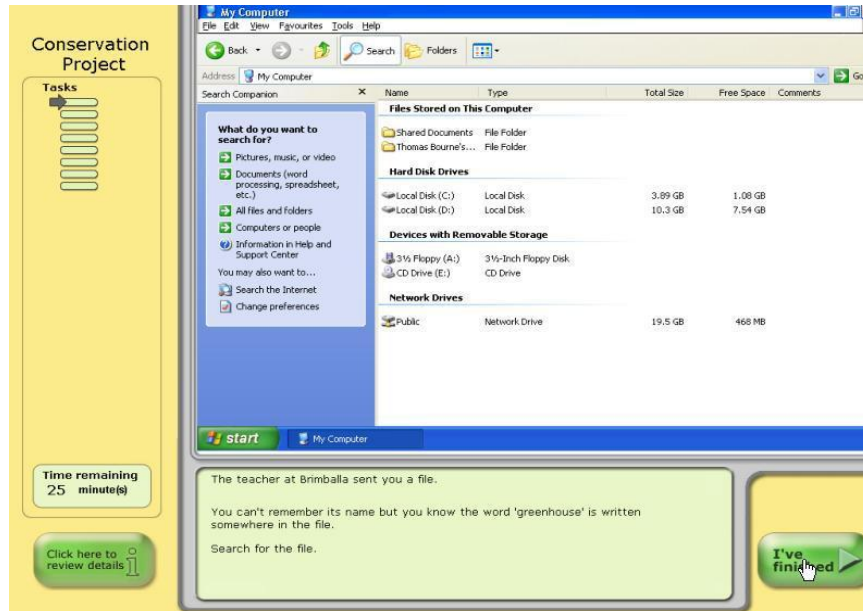 Conservation
Project
Tasks
Time remaining
25 minute(s)
Click here to
review details
My Computer
File Edit View Favourites Tools Help
Back Search Folders
Address My Computer Go
Search Companion
What do you want to
search for?
Pictures, music, or video
Documents (word
processing, spreadsheet,
etc.)
All files and folders
Computers or people
Information in Help and
Support Center
You may also want to...
Search the Internet
Change preferences
Name Type Total Size Free Space Comments
Files Stored on This Computer
Shared Documents File Folder
Thomas Bourne's... File Folder
Hard Disk Drives
Local Disk (C:) Local Disk 3.89 GB 1.08 GB
Local Disk (D:) Local Disk 10.3 GB 7.54 GB
Devices with Removable Storage
3½ Floppy (A:) 3½-Inch Floppy Disk
CD Drive (E:) CD Drive
Network Drives
Public Network Drive 19.5 GB 468 MB
start My Computer
The teacher at Brimballa sent you a file.
You can't remember its name but you know the word 'greenhouse' is written
somewhere in the file.
Search for the file.
I've
finished